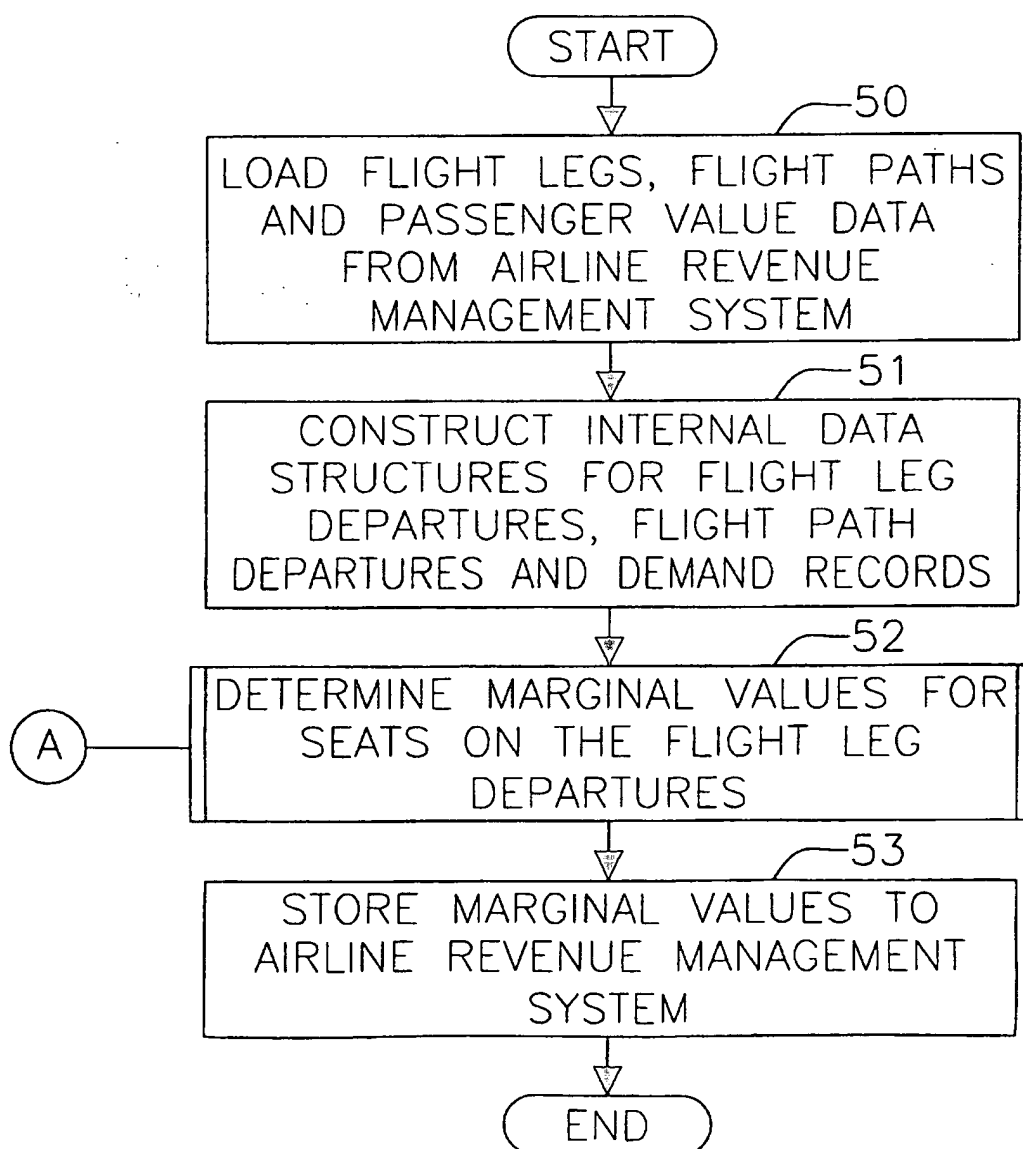 START
50
LOAD FLIGHT LEGS, FLIGHT PATHS
AND PASSENGER VALUE DATA
FROM AIRLINE REVENUE
MANAGEMENT SYSTEM
51
CONSTRUCT INTERNAL DATA
STRUCTURES FOR FLIGHT LEG
DEPARTURES, FLIGHT PATH
DEPARTURES AND DEMAND RECORDS
52
A
DETERMINE MARGINAL VALUES FOR
SEATS ON THE FLIGHT LEG
DEPARTURES
53
STORE MARGINAL VALUES TO
AIRLINE REVENUE MANAGEMENT
SYSTEM
END